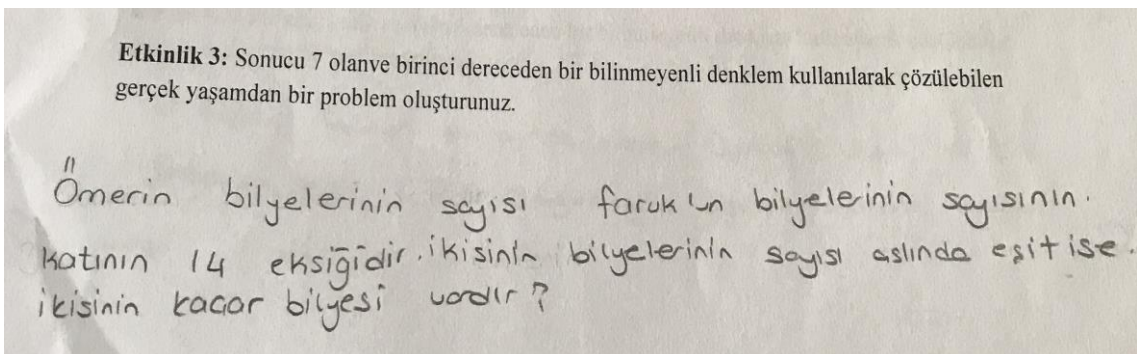 Etkinlik 3: Sonucu 7 olanve birinci dereceden bir bilinmeyenli denklem kullanılarak çözülebilen
gerçek yaşamdan bir problem oluşturunuz.
Ömerin bilyelerinin sayısı faruk'un bilyelerinin sayısının.
katının 14 eksiğidir. ikisinin bilyelerinin sayısı aslında eşit ise.
ikisinin kaçar bilyesi vardır?